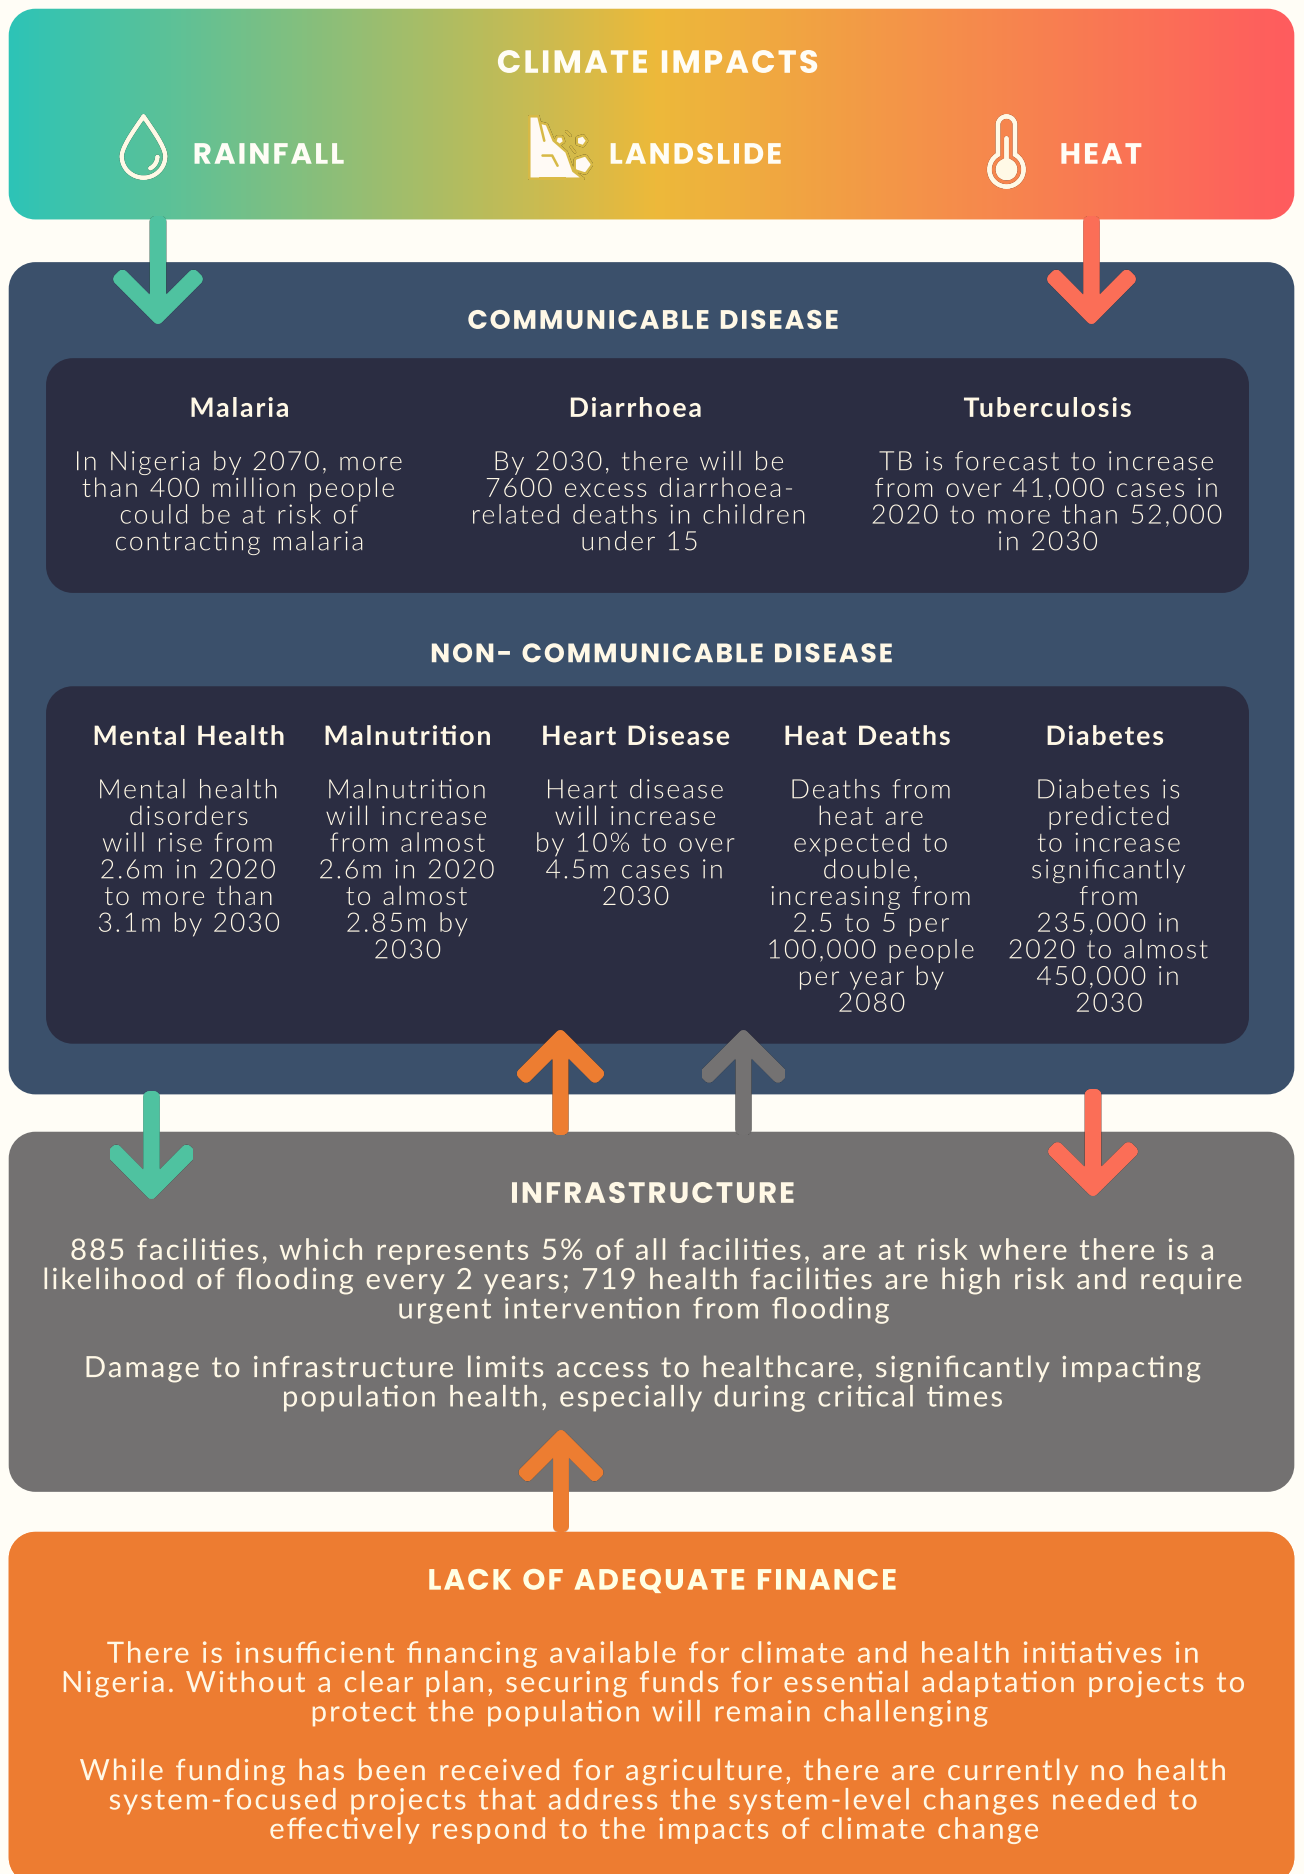 CLIMATE IMPACTS
RAINFALL
LANDSLIDE
HEAT
COMMUNICABLE DISEASE
Malaria
In Nigeria by 2070, more
than 400 million people
could be at risk of
contracting malaria
Diarrhoea
By 2030, there will be
7600 excess diarrhoea-
related deaths in children
under 15
Tuberculosis
TB is forecast to increase
from over 41,000 cases in
2020 to more than 52,000
in 2030
NON- COMMUNICABLE DISEASE
Mental Health
Mental health
disorders
will rise from
2.6m in 2020
to more than
3.1m by 2030
Malnutrition
Malnutrition
will increase
from almost
2.6m in 2020
to almost
2.85m by
2030
Heart Disease
Heart disease
will increase
by 10% to over
4.5m cases in
2030
Heat Deaths
Deaths from
heat are
expected to
double,
increasing from
2.5 to 5 per
100,000 people
per year by
2080
Diabetes
Diabetes is
predicted
to increase
significantly
from
235,000 in
2020 to almost
450,000 in
2030
INFRASTRUCTURE
885 facilities, which represents 5% of all facilities, are at risk where there is a
likelihood of flooding every 2 years; 719 health facilities are high risk and require
urgent intervention from flooding
Damage to infrastructure limits access to healthcare, significantly impacting
population health, especially during critical times
LACK OF ADEQUATE FINANCE
There is insufficient financing available for climate and health initiatives in
Nigeria. Without a clear plan, securing funds for essential adaptation projects to
protect the population will remain challenging
While funding has been received for agriculture, there are currently no health
system-focused projects that address the system-level changes needed to
effectively respond to the impacts of climate change